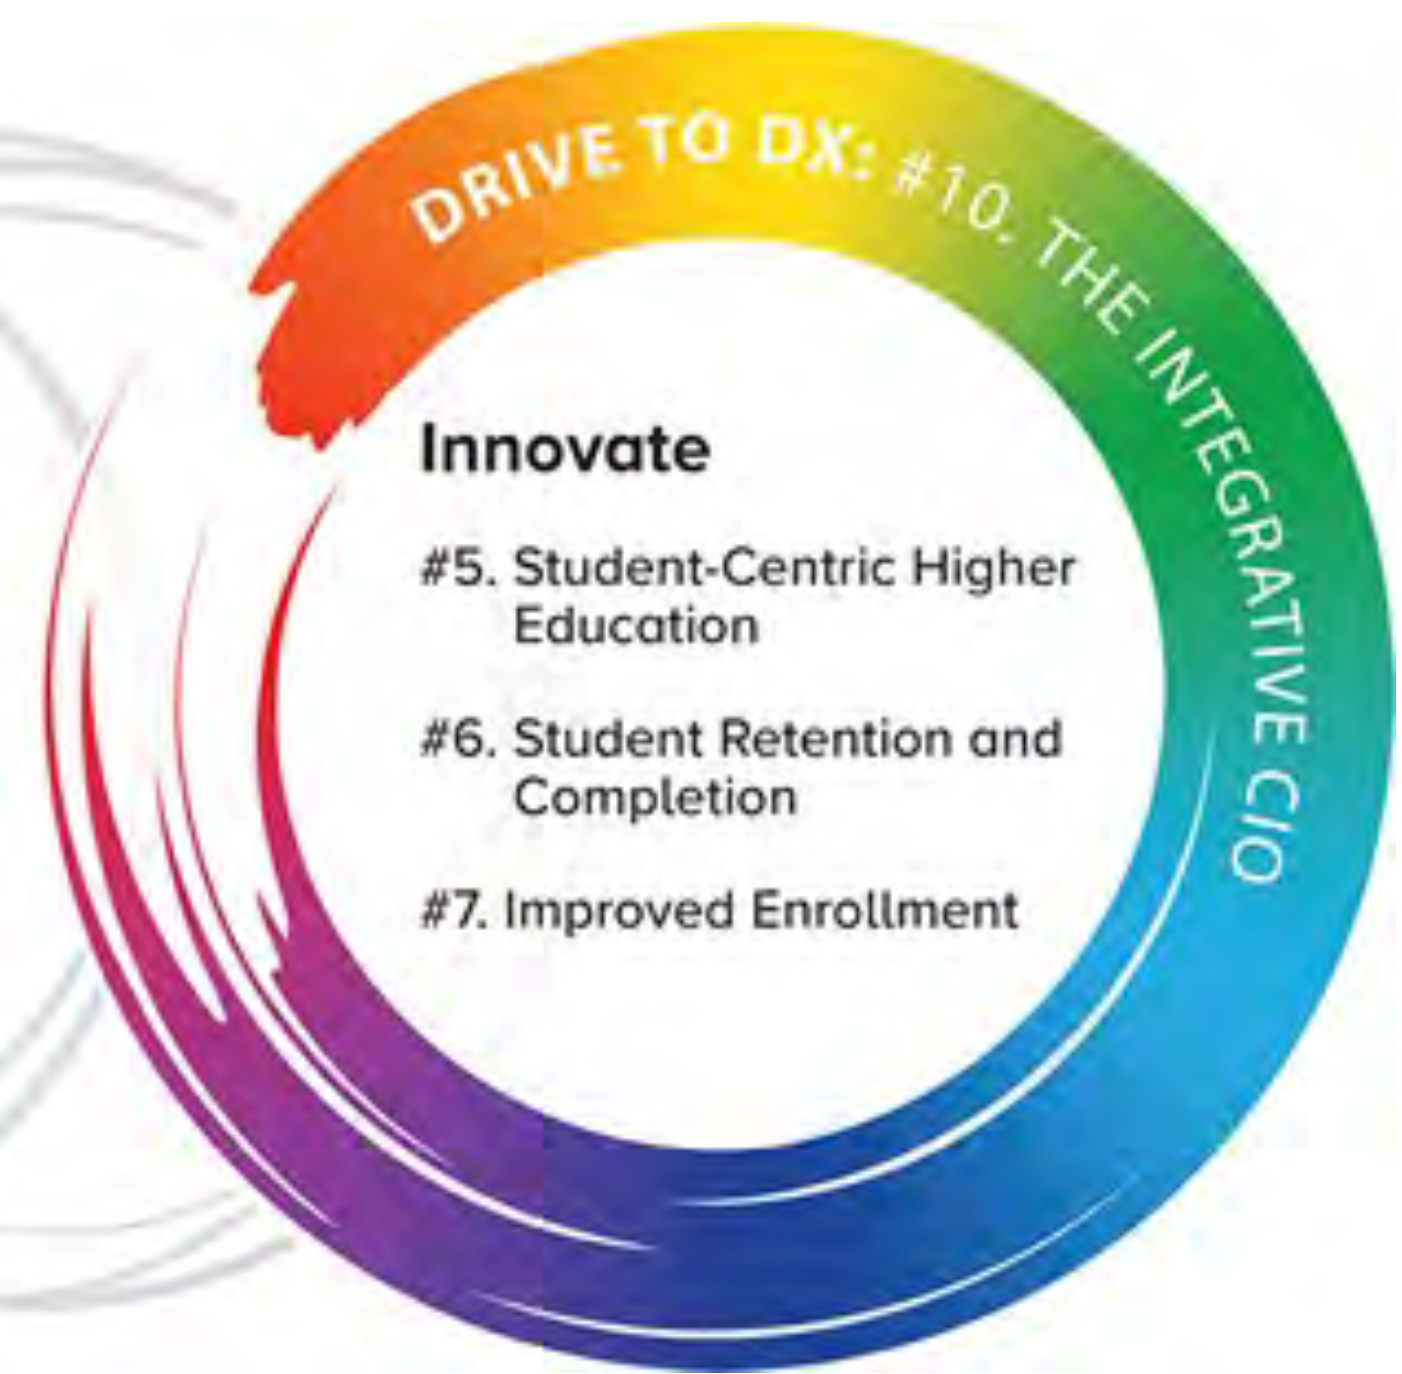 DRIVE TO DX: #10. THE INTEGRATIVE CIO
Innovate
#5. Student-Centric Higher
Education
#6. Student Retention and
Completion
#7. Improved Enrollment